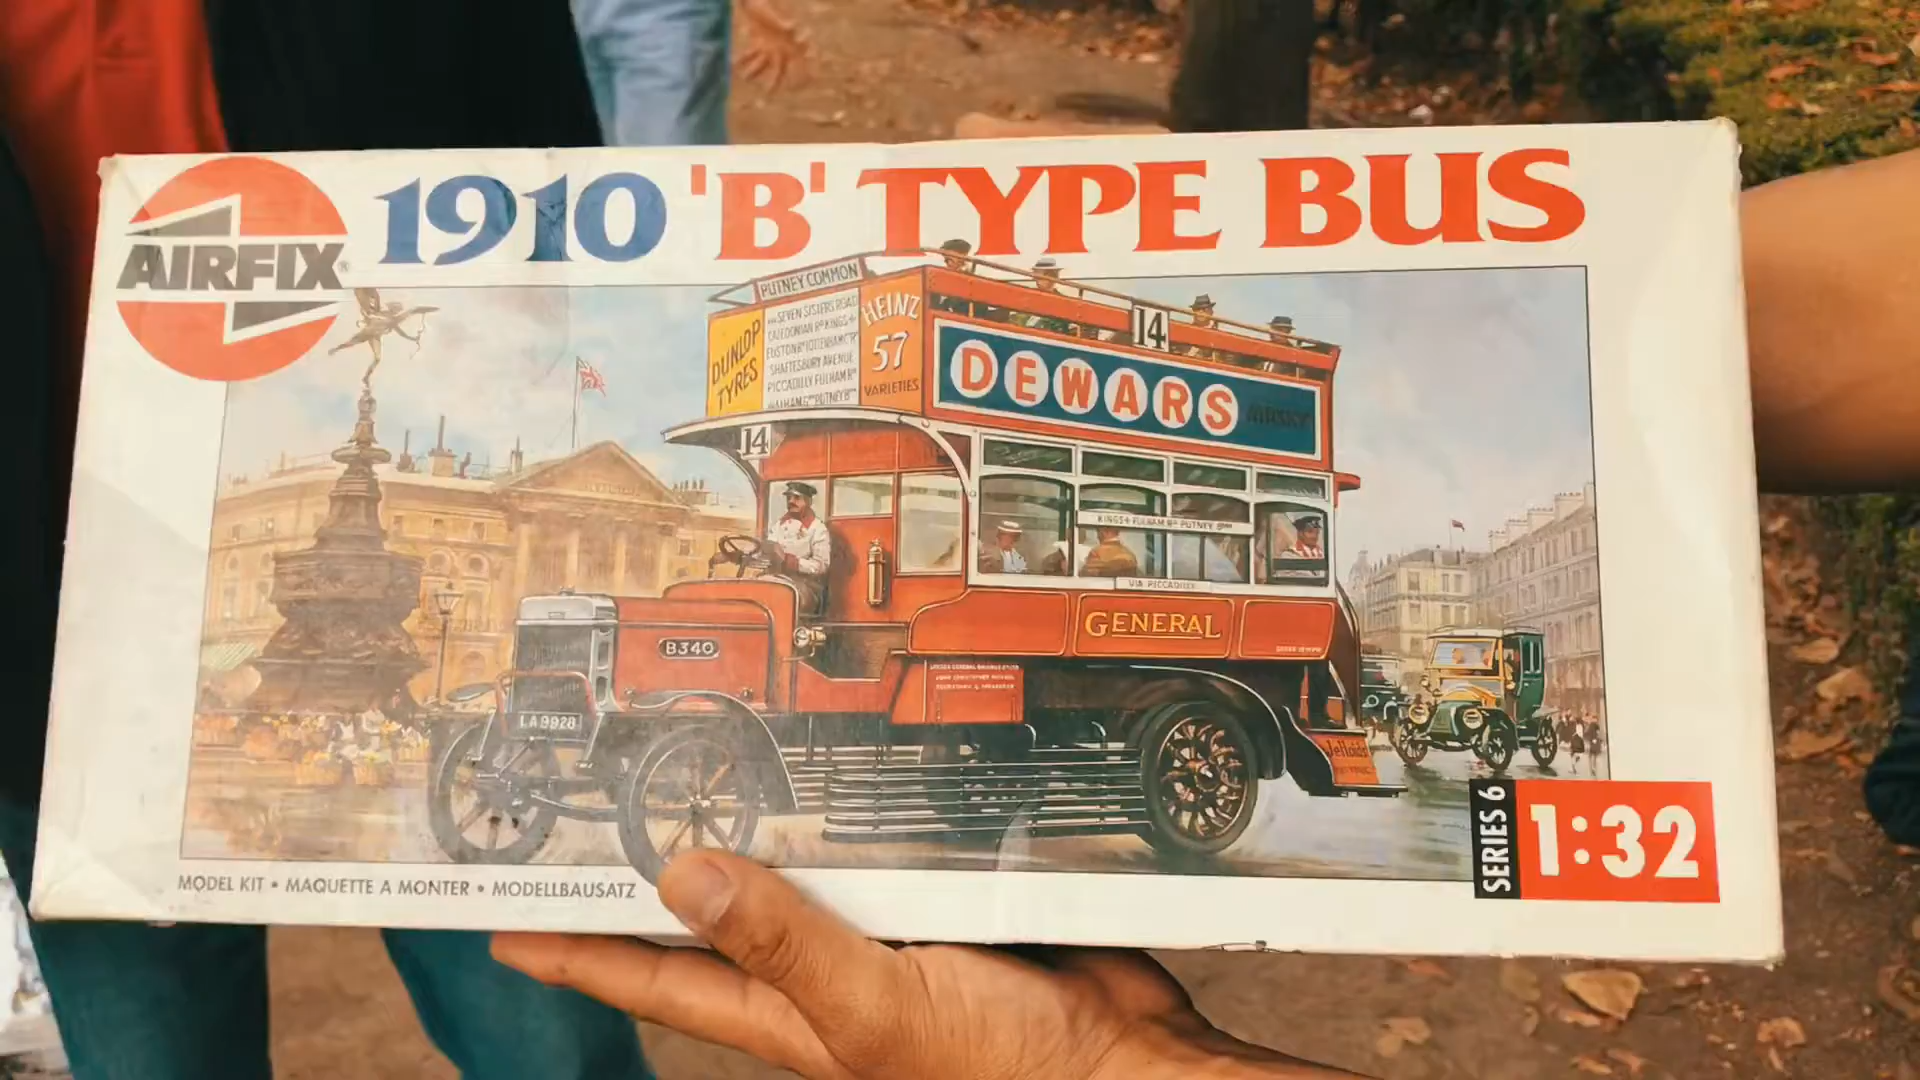 AIRFIX®
1910 'B' TYPE BUS
PUTNEY COMMON
DUNLOP
TYRES
SEVEN SISTERS ROAD
CALEDONIAN RD KINGS +
EUSTON RD TOTTENHAM CT RD
SHAFTESBURY AVENUE
PICCADILLY FULHAM RD
HEINZ
57
VARIETIES
14
DEWARS
14
KINGS + FULHAM RD PUTNEY
VIA PICCADILLY
GENERAL
B340
LA 9928
SERIES 6
1:32
MODEL KIT • MAQUETTE A MONTER • MODELLBAUSATZ